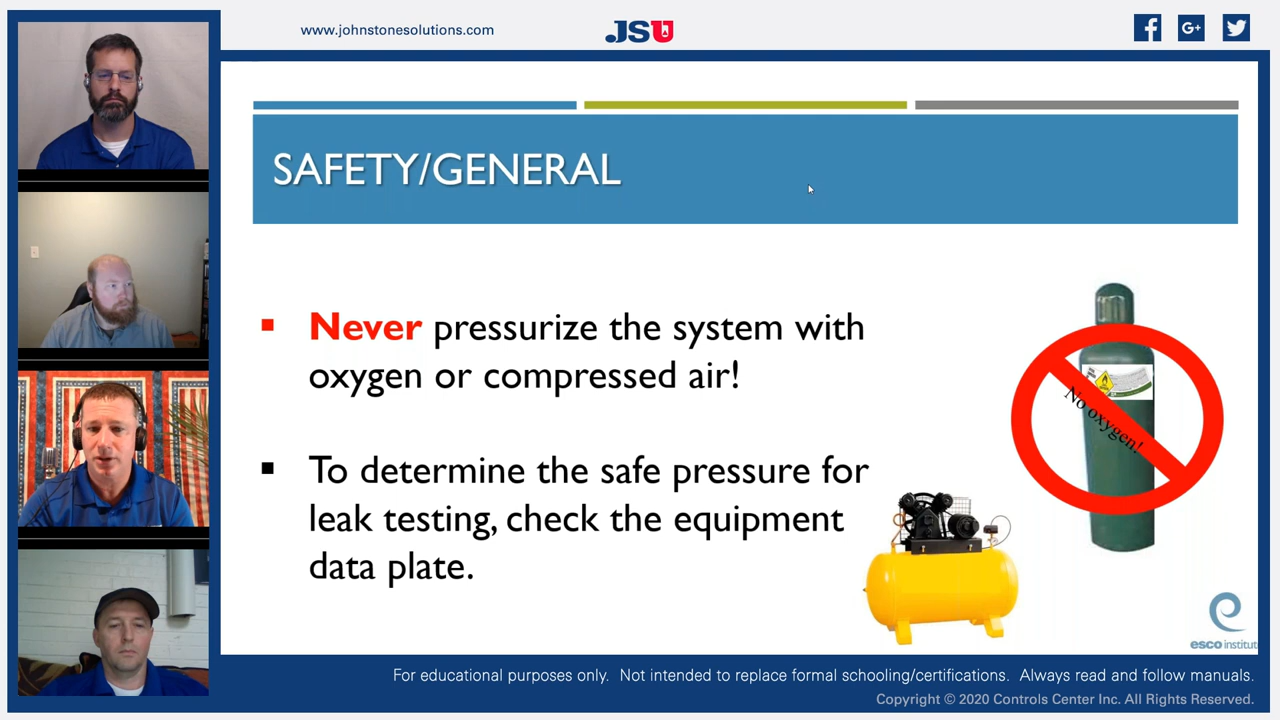 www.johnstonesolutions.com
JSU
G+
SAFETY/GENERAL
Never pressurize the system with
oxygen or compressed air!
No oxygen!
To determine the safe pressure for
leak testing, check the equipment
data plate.
esco institut
For educational purposes only. Not intended to replace formal schooling/certifications. Always read and follow manuals.
Copyright © 2020 Controls Center Inc. All Rights Reserved.